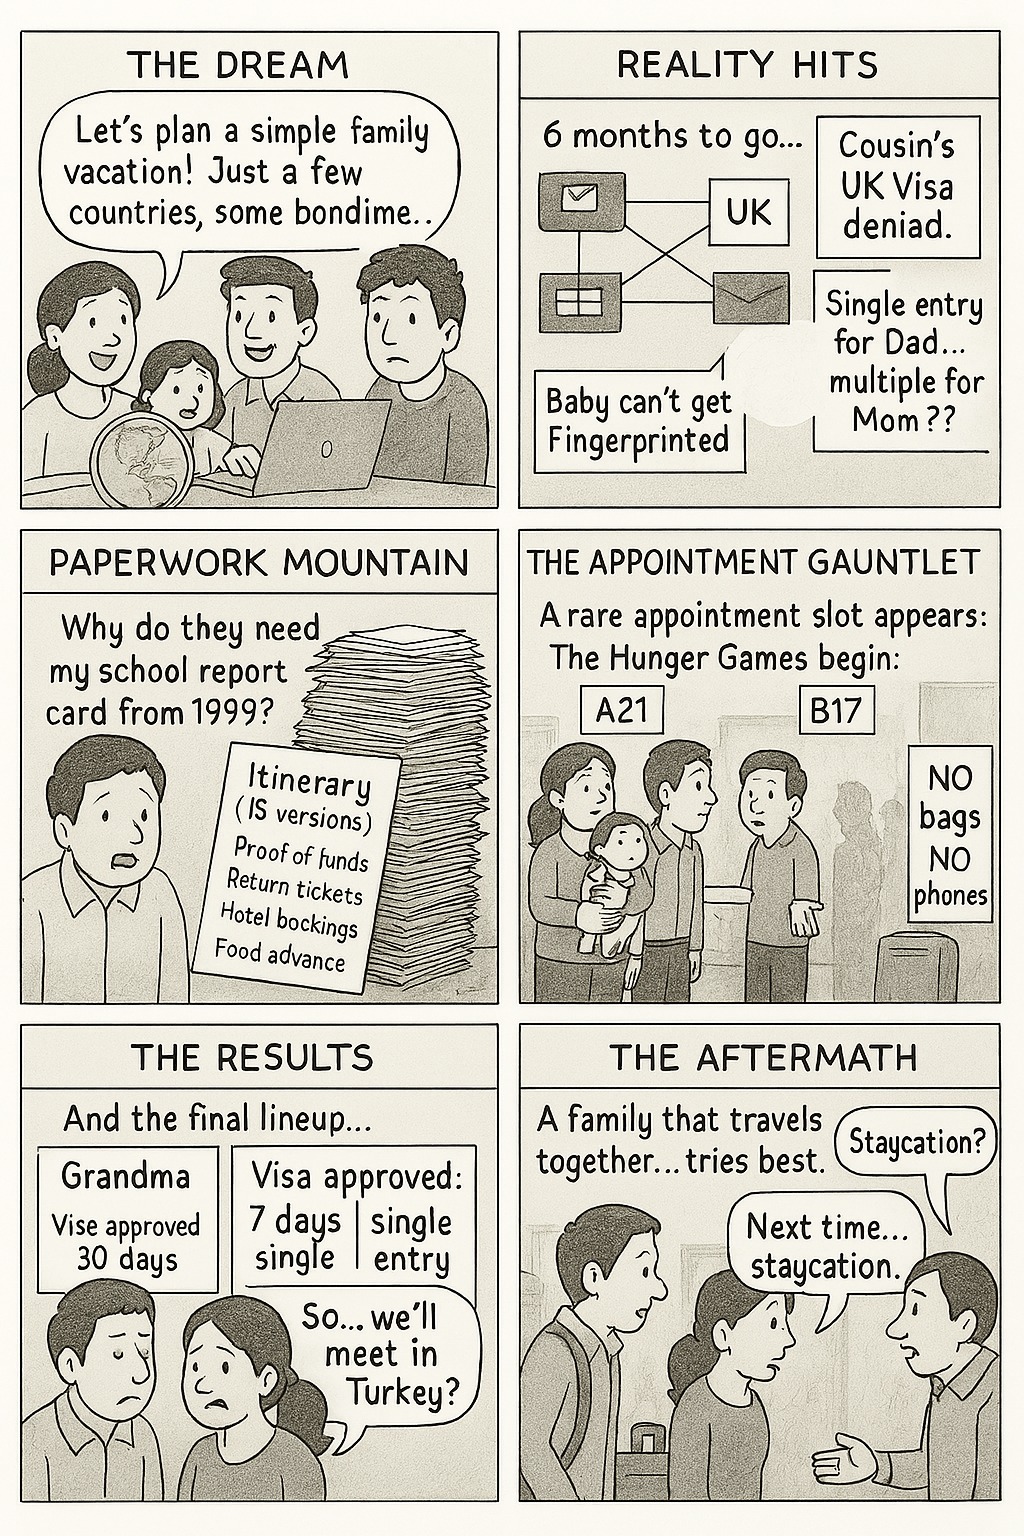 THE DREAM
Let's plan a simple family
vacation! Just a few
countries, some bondime..
REALITY HITS
6 months to go...
UK
Cousin's
UK Visa
deniad.
Single entry
for Dad...
multiple for
Mom??
Baby can't get
Fingerprinted
PAPERWORK MOUNTAIN
Why do they need
my school report
card from 1999?
Itinerary
(IS versions)
Proof of funds
Return tickets
Hotel bockings
Food advance
THE APPOINTMENT GAUNTLET
A rare appointment slot appears:
The Hunger Games begin:
A21
B17
NO
bags
NO
phones
THE RESULTS
And the final lineup...
Grandma
Vise approved
30 days
Visa approved:
7 days | single
single | entry
So... we'll
meet in
Turkey?
THE AFTERMATH
A family that travels
together... tries best.
Staycation?
Next time...
staycation.